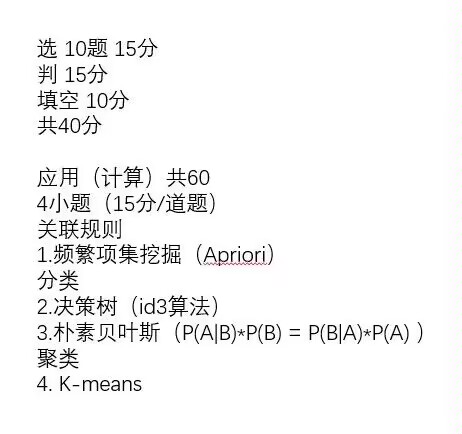 选 10题 15分
判 15分
填空 10分
共40分
应用（计算）共60
4小题（15分/道题）
关联规则
1.频繁项集挖掘（Apriori）
分类
2.决策树（id3算法）
3.朴素贝叶斯（P(A|B)*P(B) = P(B|A)*P(A) ）
聚类
4. K-means